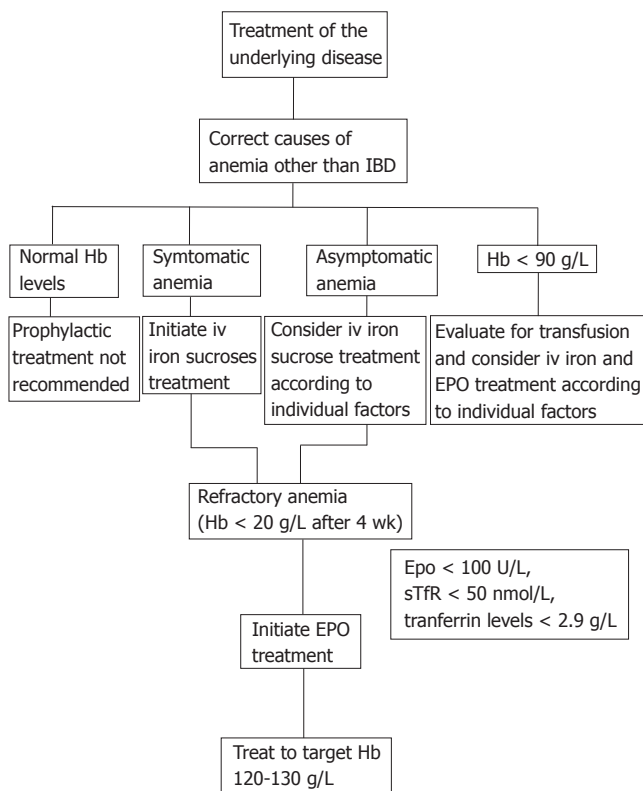 Treatment of the
underlying disease
Correct causes of
anemia other than IBD
Normal Hb
levels
Symtomatic
anemia
Asymptomatic
anemia
Hb < 90 g/L
Prophylactic
treatment not
recommended
Initiate iv
iron sucroses
treatment
Consider iv iron
sucrose treatment
according to
individual factors
Evaluate for transfusion
and consider iv iron and
EPO treatment according
to individual factors
Refractory anemia
(Hb < 20 g/L after 4 wk)
Epo < 100 U/L,
sTfR < 50 nmol/L,
tranferrin levels < 2.9 g/L
Initiate EPO
treatment
Treat to target Hb
120-130 g/L